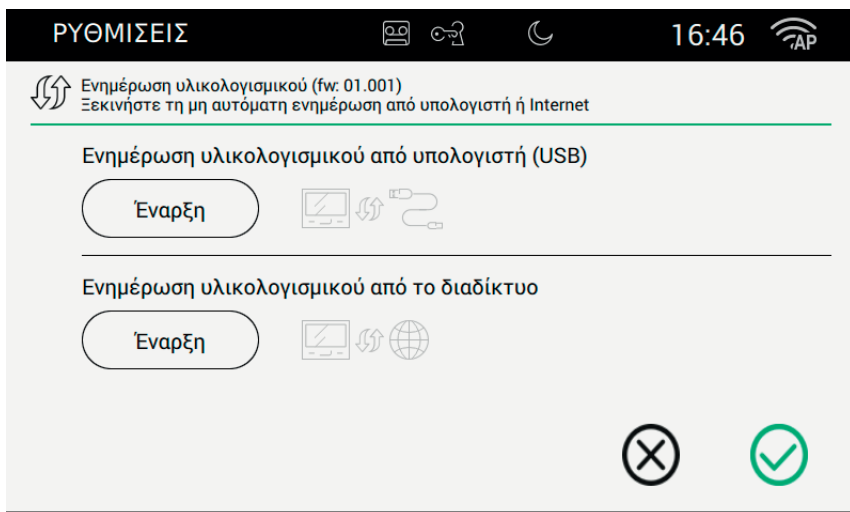 ΡΥΘΜΙΣΕΙΣ 16:46 AP
Ενημέρωση υλικολογισμικού (fw: 01.001)
Ξεκινήστε τη μη αυτόματη ενημέρωση από υπολογιστή ή Internet
Ενημέρωση υλικολογισμικού από υπολογιστή (USB)
Έναρξη
Ενημέρωση υλικολογισμικού από το διαδίκτυο
Έναρξη